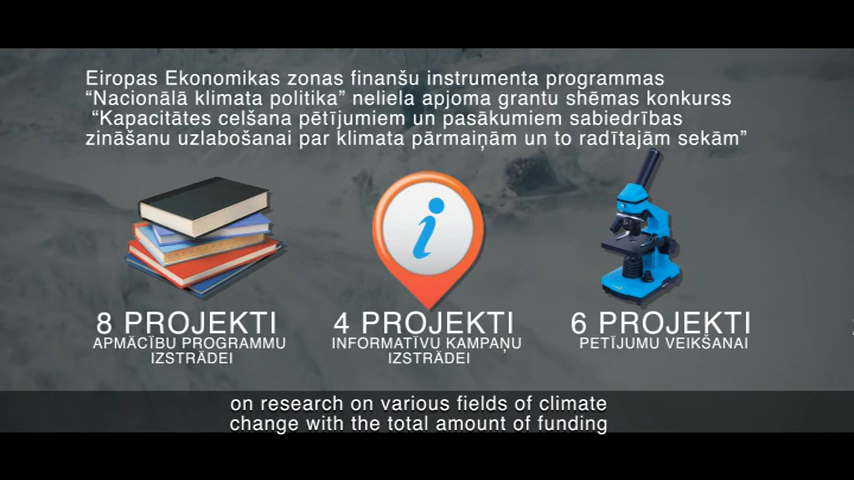 Eiropas Ekonomikas zonas finanšu instrumenta programmas
“Nacionālā klimata politika” neliela apjoma grantu shēmas konkurss
“Kapacitātes celšana pētījumiem un pasākumiem sabiedrības
zināšanu uzlabošanai par klimata pārmaiņām un to radītajām sekām”
8 PROJEKTI
APMĀCĪBU PROGRAMMU
IZSTRĀDEI
4 PROJEKTI
INFORMATĪVU KAMPAŅU
IZSTRĀDEI
6 PROJEKTI
PETĪJUMU VEIKŠANAI
on research on various fields of climate
change with the total amount of funding